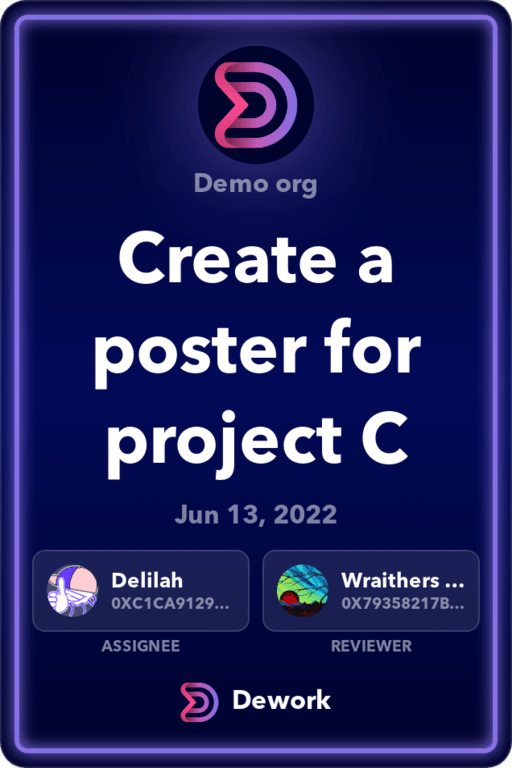 Demo org
Create a
poster for
project C
Jun 13, 2022
Delilah
0XC1CA9129...
ASSIGNEE
Wraithers ...
0X79358217B...
REVIEWER
Dework